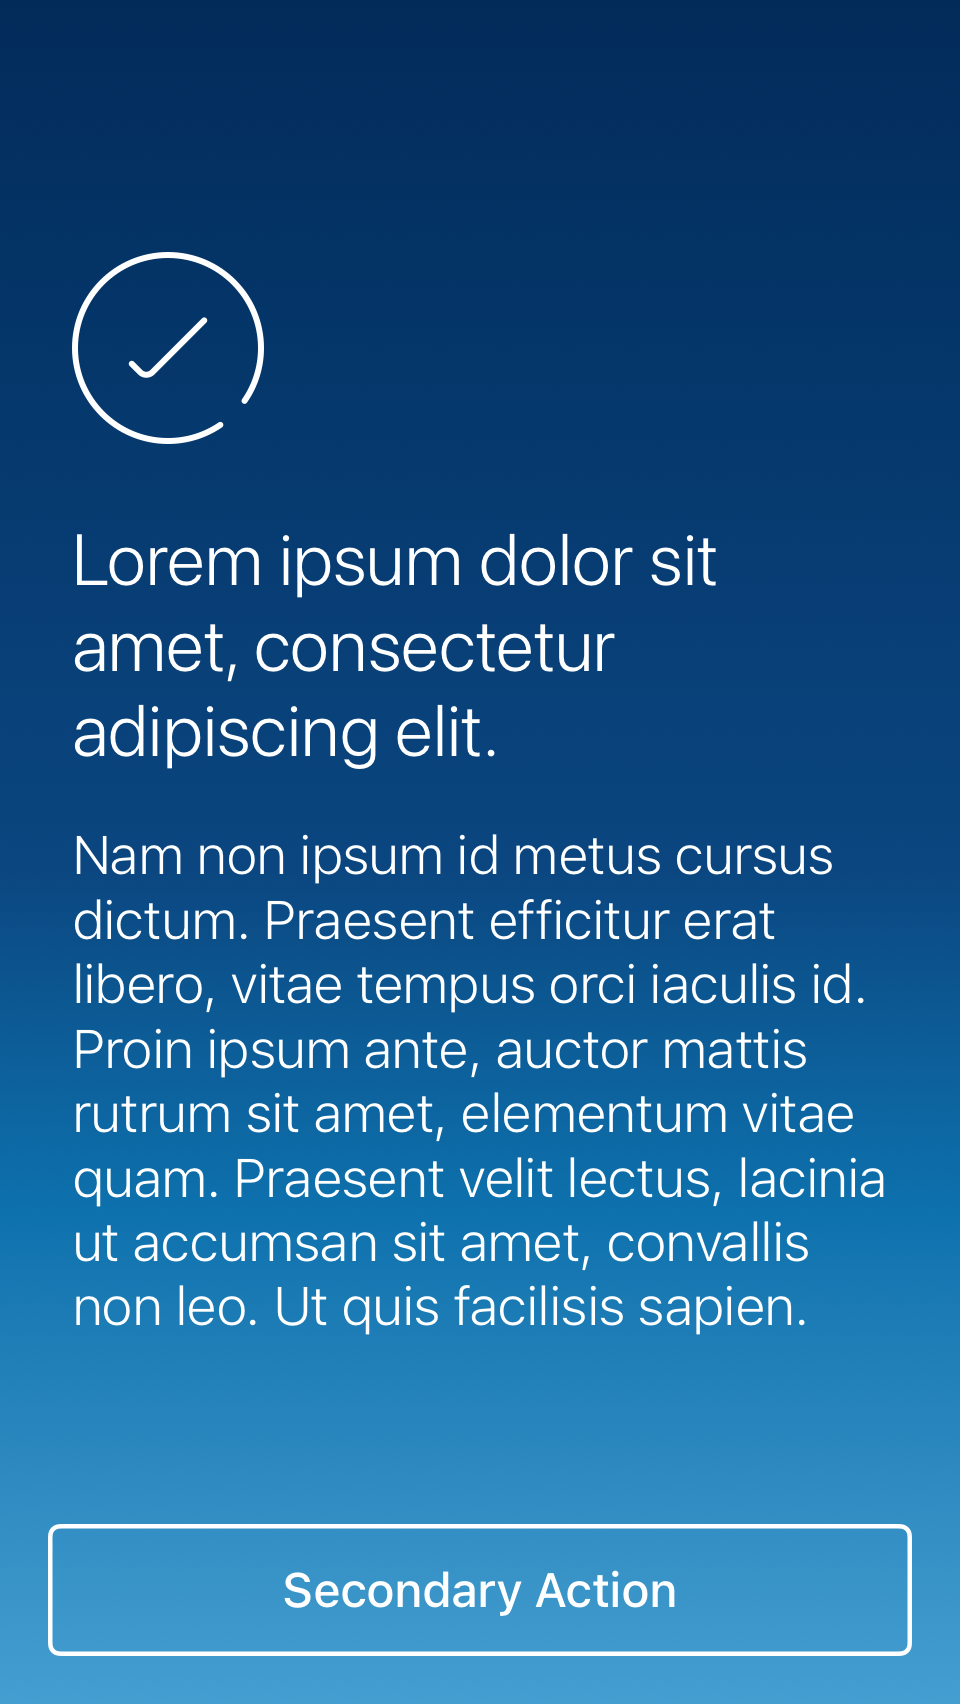 Lorem ipsum dolor sit
amet, consectetur
adipiscing elit.
Nam non ipsum id metus cursus
dictum. Praesent efficitur erat
libero, vitae tempus orci iaculis id.
Proin ipsum ante, auctor mattis
rutrum sit amet, elementum vitae
quam. Praesent velit lectus, lacinia
ut accumsan sit amet, convallis
non leo. Ut quis facilisis sapien.
Secondary Action